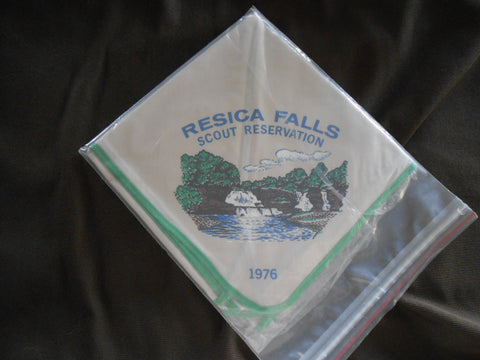 RESICA FALLS
SCOUT RESERVATION
1976